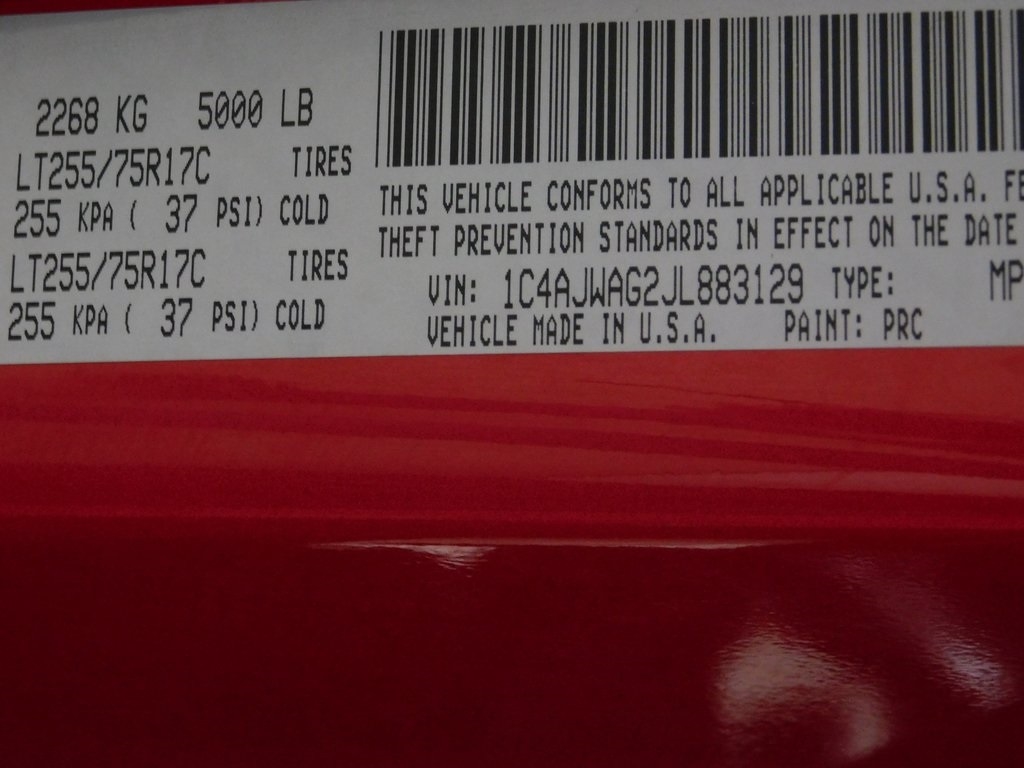 2268 KG 5000 LB
LT255/75R17C TIRES
255 KPA ( 37 PSI) COLD
LT255/75R17C TIRES
255 KPA ( 37 PSI) COLD
THIS VEHICLE CONFORMS TO ALL APPLICABLE U.S.A. FE
THEFT PREVENTION STANDARDS IN EFFECT ON THE DATE
VIN: 1C4AJWAG2JL883129 TYPE: MP
VEHICLE MADE IN U.S.A. PAINT: PRC